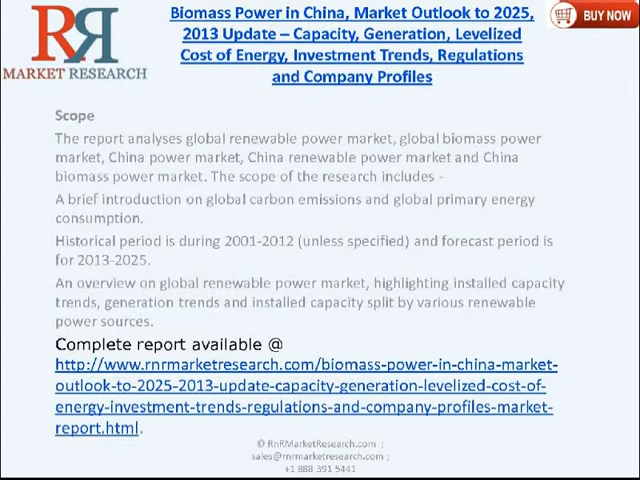 RR
MARKET RESEARCH
Biomass Power in China, Market Outlook to 2025,
2013 Update – Capacity, Generation, Levelized
Cost of Energy, Investment Trends, Regulations
and Company Profiles
BUY NOW
Scope
The report analyses global renewable power market, global biomass power
market, China power market, China renewable power market and China
biomass power market. The scope of the research includes -
A brief introduction on global carbon emissions and global primary energy
consumption.
Historical period is during 2001-2012 (unless specified) and forecast period is
for 2013-2025.
An overview on global renewable power market, highlighting installed capacity
trends, generation trends and installed capacity split by various renewable
power sources.
Complete report available @
http://www.rnrmarketresearch.com/biomass-power-in-china-market-
outlook-to-2025-2013-update-capacity-generation-levelized-cost-of-
energy-investment-trends-regulations-and-company-profiles-market-
report.html.
© RnRMarketResearch.com ;
sales@rnrmarketresearch.com ;
+1 888 391 5441